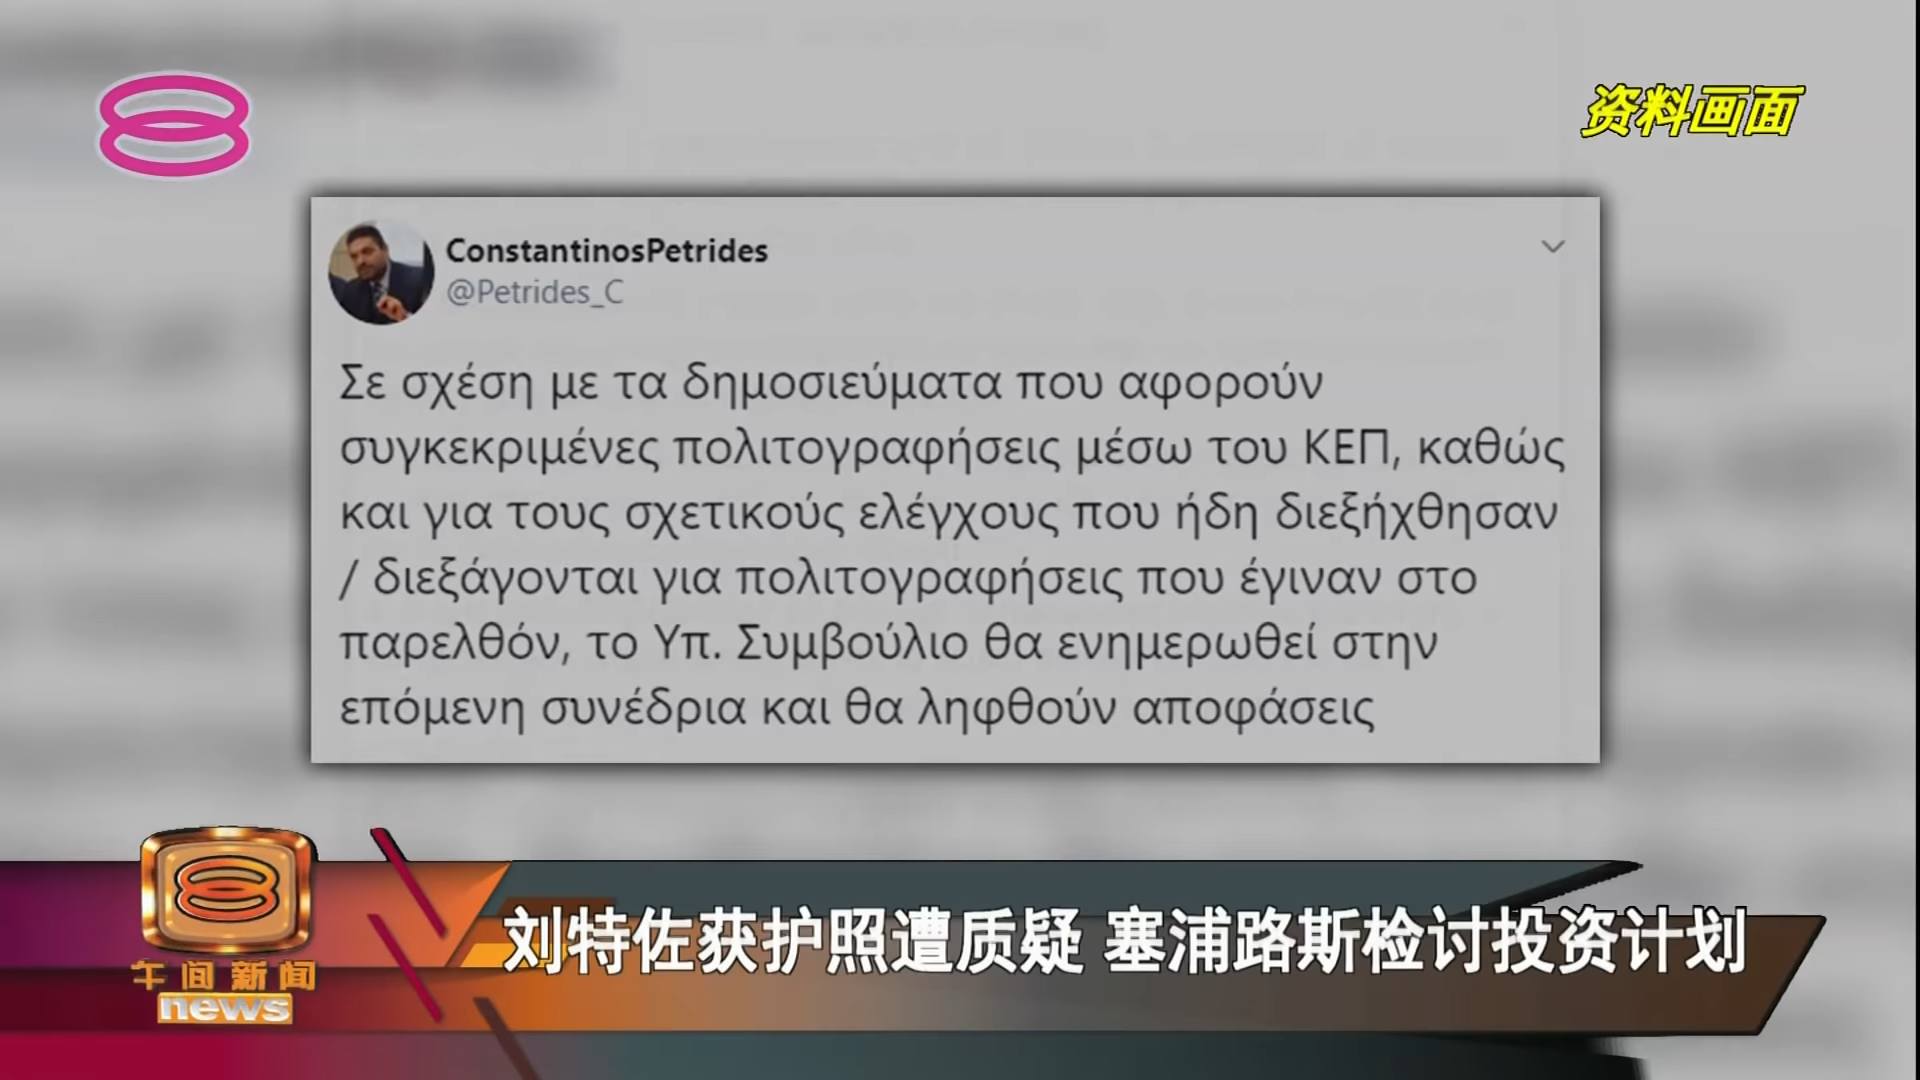 资料画面
ConstantinosPetrides
@Petrides_C
Σε σχέση με τα δημοσιεύματα που αφορούν
συγκεκριμένες πολιτογραφήσεις μέσω του ΚΕΠ, καθώς
και για τους σχετικούς ελέγχους που ήδη διεξήχθησαν
/ διεξάγονται για πολιτογραφήσεις που έγιναν στο
παρελθόν, το Υπ. Συμβούλιο θα ενημερωθεί στην
επόμενη συνέδρια και θα ληφθούν αποφάσεις
刘特佐获护照遭质疑 塞浦路斯检讨投资计划
午间新闻
news